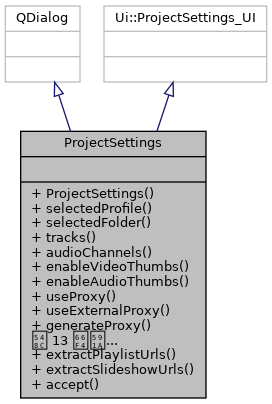 QDialog
Ui::ProjectSettings_UI
ProjectSettings
+ ProjectSettings()
+ selectedProfile()
+ selectedFolder()
+ tracks()
+ audioChannels()
+ enableVideoThumbs()
+ enableAudioThumbs()
+ useProxy()
+ useExternalProxy()
+ generateProxy()
13 ...
+ extractPlaylistUrls()
+ extractSlideshowUrls()
+ accept()